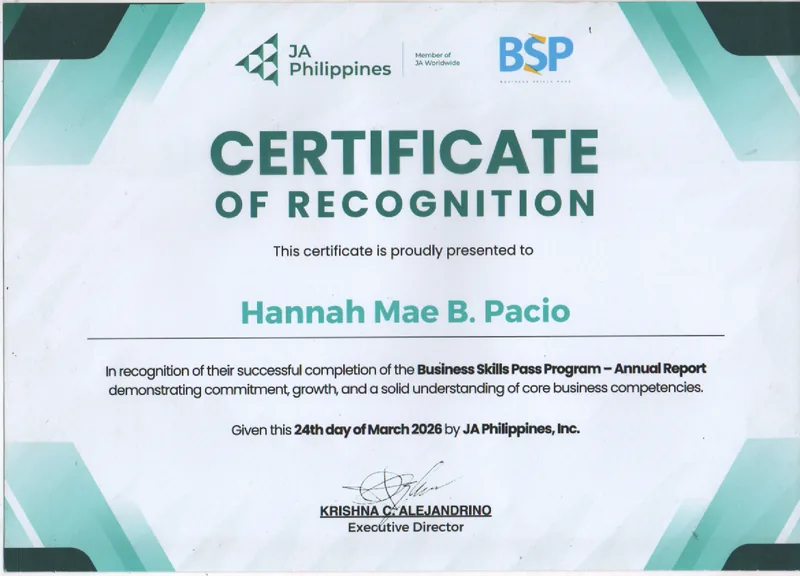 JA
Philippines
Member of
JA Worldwide
BSP
BUSINESS SKILLS PASS
CERTIFICATE
OF RECOGNITION
This certificate is proudly presented to
Hannah Mae B. Pacio
In recognition of their successful completion of the Business Skills Pass Program – Annual Report
demonstrating commitment, growth, and a solid understanding of core business competencies.
Given this 24th day of March 2026 by JA Philippines, Inc.
KRISHNA C. ALEJANDRINO
Executive Director